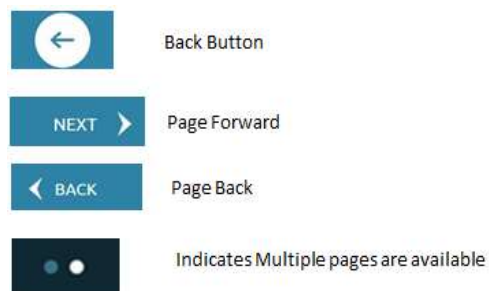 Back Button
NEXT Page Forward
BACK Page Back
Indicates Multiple pages are available